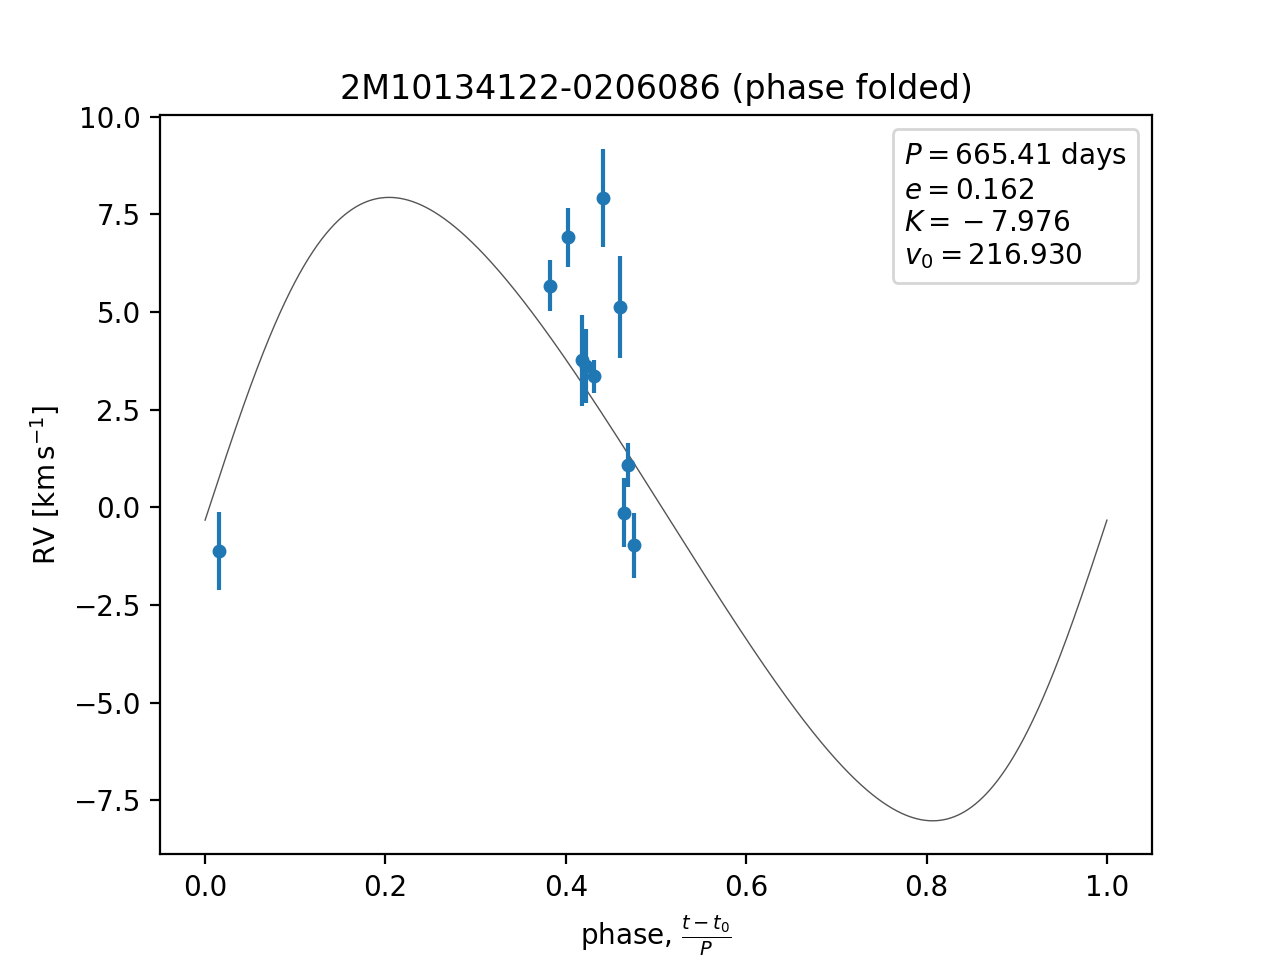 2M10134122-0206086 (phase folded)
P = 665.41 days
e = 0.162
K = −7.976
v₀ = 216.930
10.0
7.5
5.0
2.5
0.0
−2.5
−5.0
−7.5
RV [km s⁻¹]
0.0 0.2 0.4 0.6 0.8 1.0
phase, (t − t₀)/P